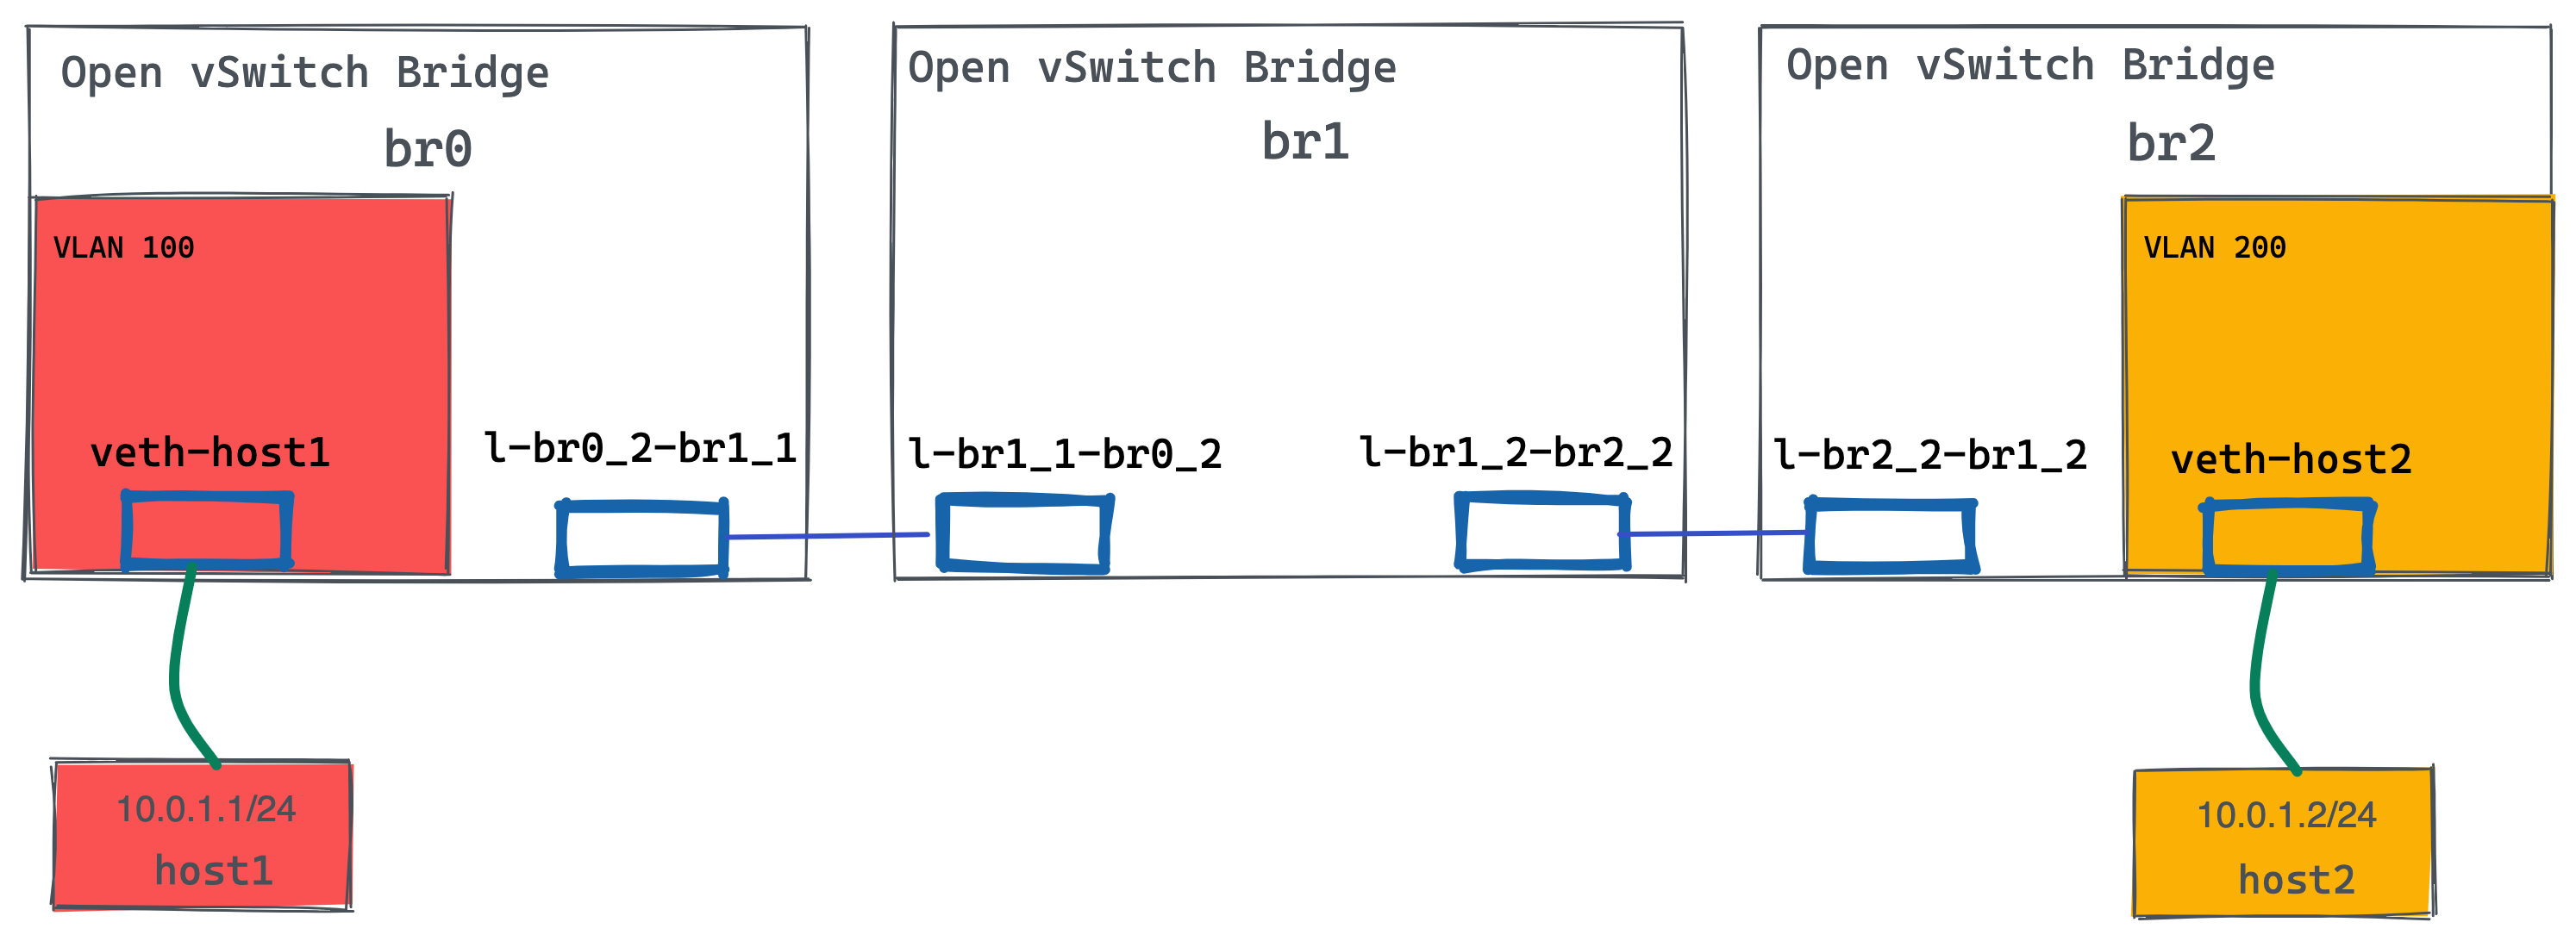 Open vSwitch Bridge
br0
VLAN 100
veth-host1
l-br0_2-br1_1
10.0.1.1/24
host1
Open vSwitch Bridge
br1
l-br1_1-br0_2
l-br1_2-br2_2
Open vSwitch Bridge
br2
VLAN 200
l-br2_2-br1_2
veth-host2
10.0.1.2/24
host2